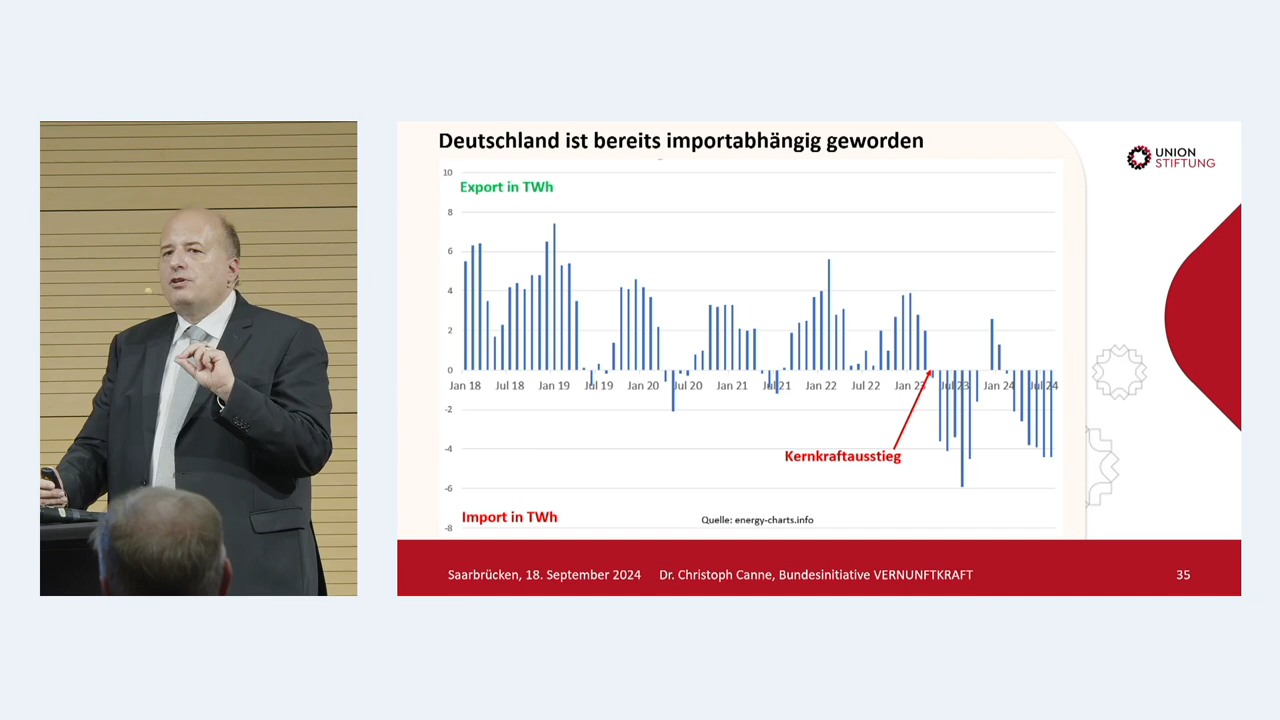 Deutschland ist bereits importabhängig geworden
UNION
STIFTUNG
10
Export in TWh
8
6
4
2
0
Jan 18 Jul 18 Jan 19 Jul 19 Jan 20 Jul 20 Jan 21 Jul 21 Jan 22 Jul 22 Jan 23 Jul 23 Jan 24 Jul 24
-2
-4
Kernkraftausstieg
-6
Import in TWh
Quelle: energy-charts.info
-8
Saarbrücken, 18. September 2024 Dr. Christoph Canne, Bundesinitiative VERNUNFTKRAFT
35